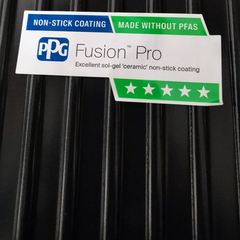 NON-STICK COATING
MADE WITHOUT PFAS
PPG
Fusion™ Pro
Excellent sol-gel 'ceramic' non-stick coating